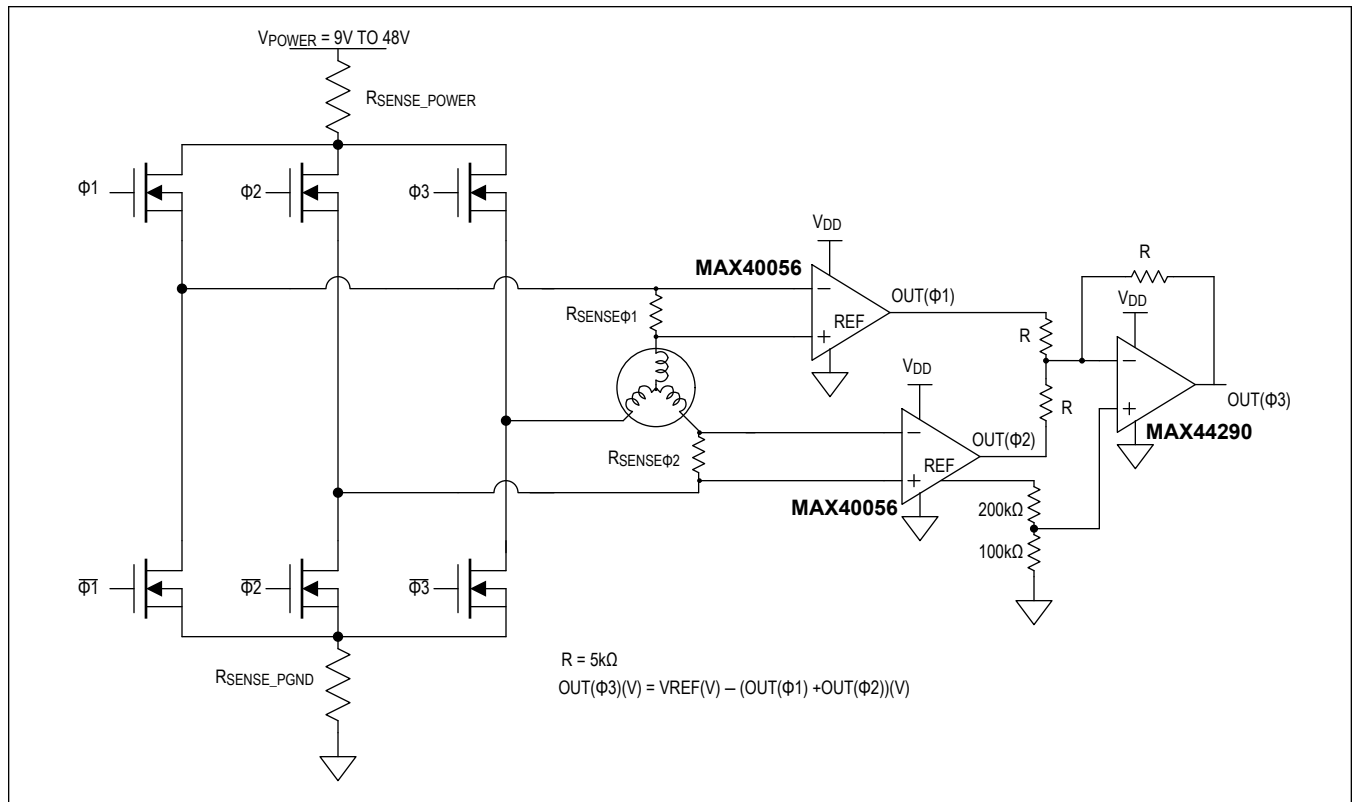 VPOWER = 9V TO 48V
RSENSE_POWER
Φ1
Φ2
Φ3
VDD
MAX40056
R
RSENSEΦ1
OUT(Φ1)
VDD
−
REF
+
R
VDD
−
R
OUT(Φ3)
+
MAX44290
−
OUT(Φ2)
RSENSEΦ2
REF
+
MAX40056
200kΩ
100kΩ
Φ1
Φ2
Φ3
RSENSE_PGND
R = 5kΩ
OUT(Φ3)(V) = VREF(V) – (OUT(Φ1) +OUT(Φ2))(V)